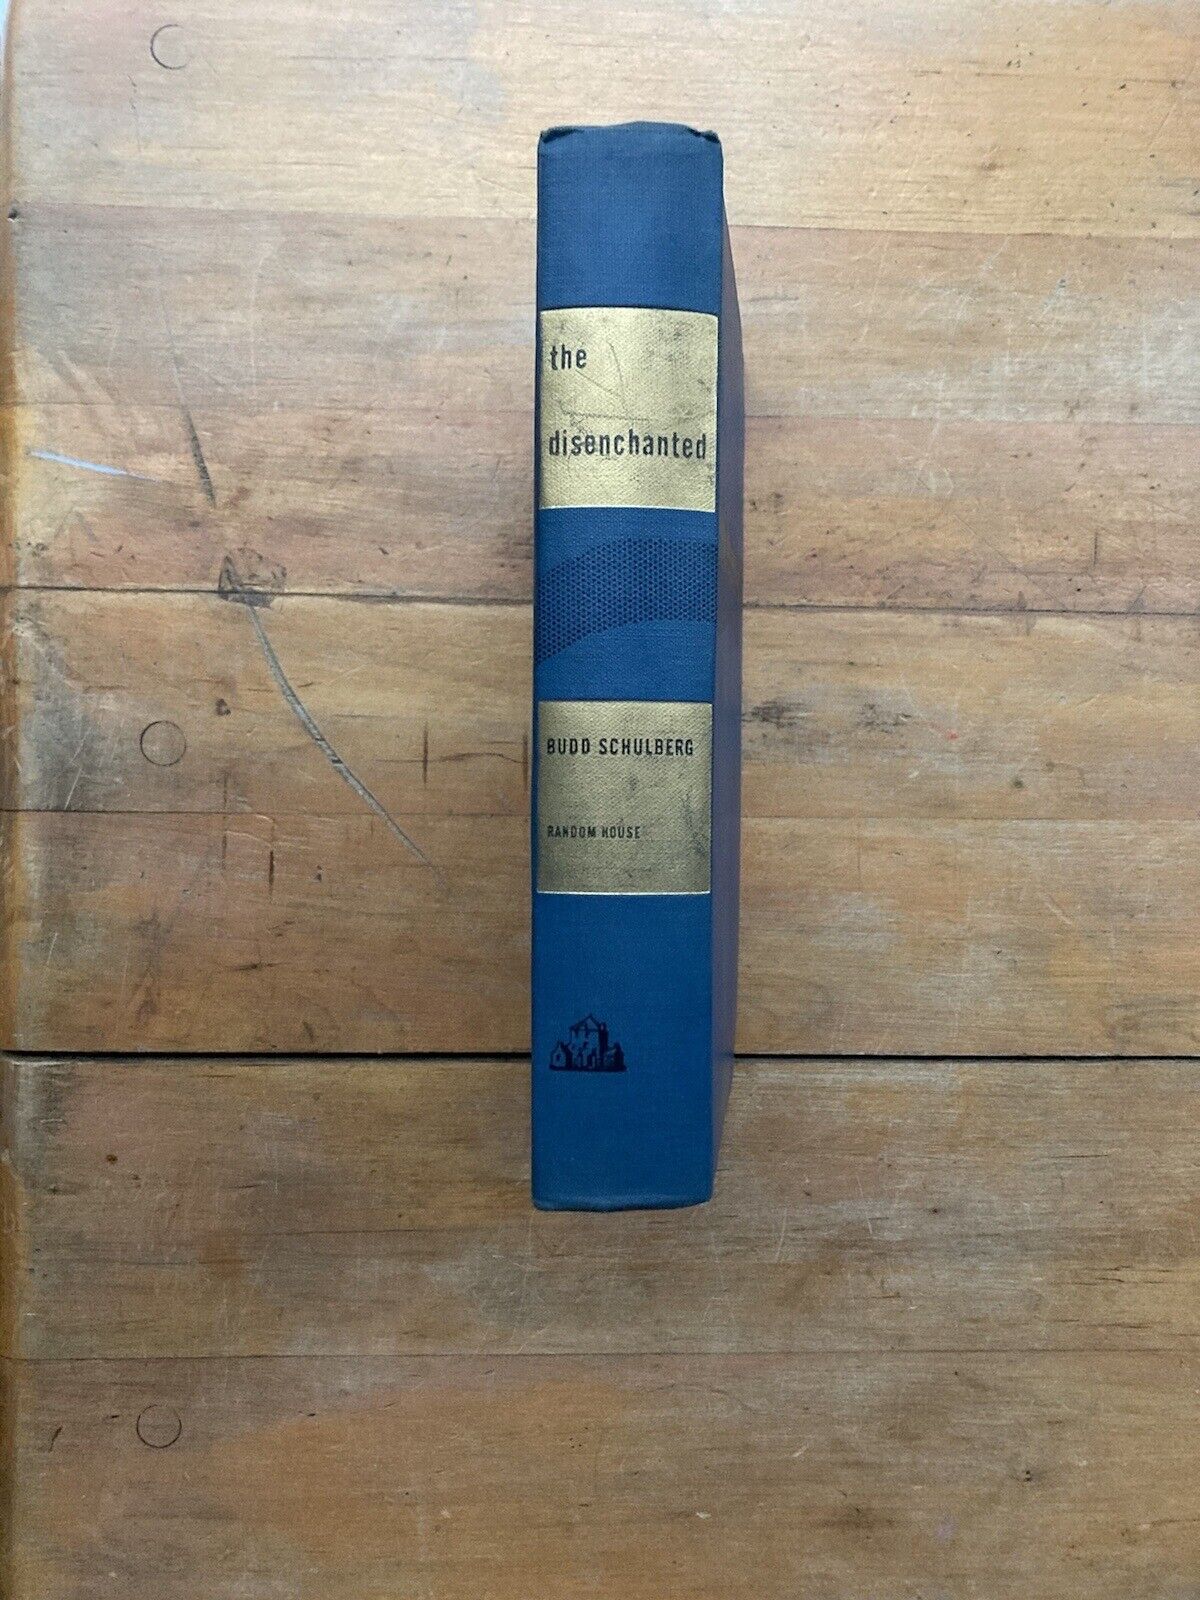 the
disenchanted
BUDD SCHULBERG
RANDOM HOUSE